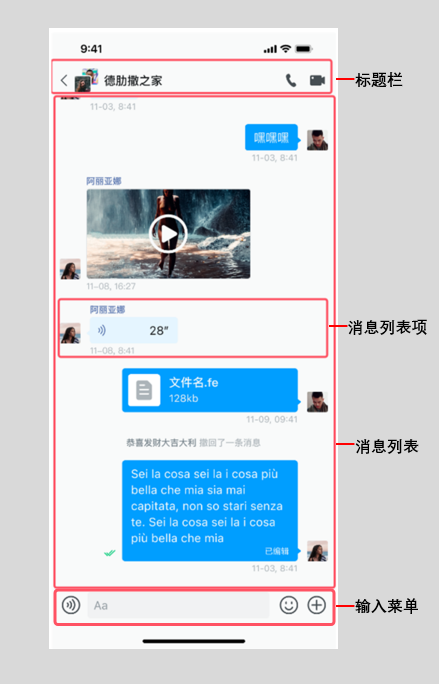 9:41
德肋撒之家
标题栏
11-03, 8:41
嘿嘿嘿
11-03, 8:41
阿丽亚娜
11-08, 16:27
阿丽亚娜
28″
11-08, 8:41
消息列表项
文件名.fe
128kb
11-09, 09:41
恭喜发财大吉大利 撤回了一条消息
消息列表
Sei la cosa sei la i cosa più
bella che mia sia mai
capitata, non so stari senza
te. Sei la cosa sei la i cosa
più bella che mia
已编辑
11-03, 8:41
Aa
输入菜单